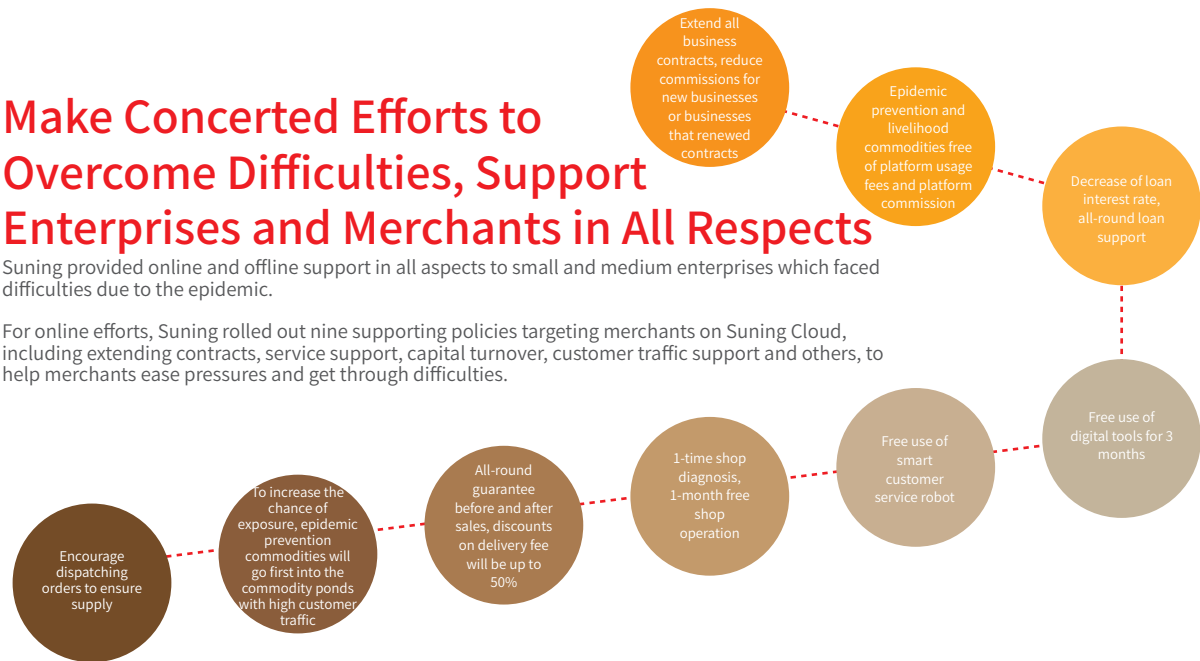 Make Concerted Efforts to
Overcome Difficulties, Support
Enterprises and Merchants in All Respects
Suning provided online and offline support in all aspects to small and medium enterprises which faced
difficulties due to the epidemic.
For online efforts, Suning rolled out nine supporting policies targeting merchants on Suning Cloud,
including extending contracts, service support, capital turnover, customer traffic support and others, to
help merchants ease pressures and get through difficulties.
Extend all
business
contracts, reduce
commissions for
new businesses
or businesses
that renewed
contracts
Epidemic
prevention and
livelihood
commodities free
of platform usage
fees and platform
commission
Decrease of loan
interest rate,
all-round loan
support
Free use of
digital tools for 3
months
Free use of
smart
customer
service robot
1-time shop
diagnosis,
1-month free
shop
operation
All-round
guarantee
before and after
sales, discounts
on delivery fee
will be up to
50%
To increase the
chance of
exposure, epidemic
prevention
commodities will
go first into the
commodity ponds
with high customer
traffic
Encourage
dispatching
orders to ensure
supply